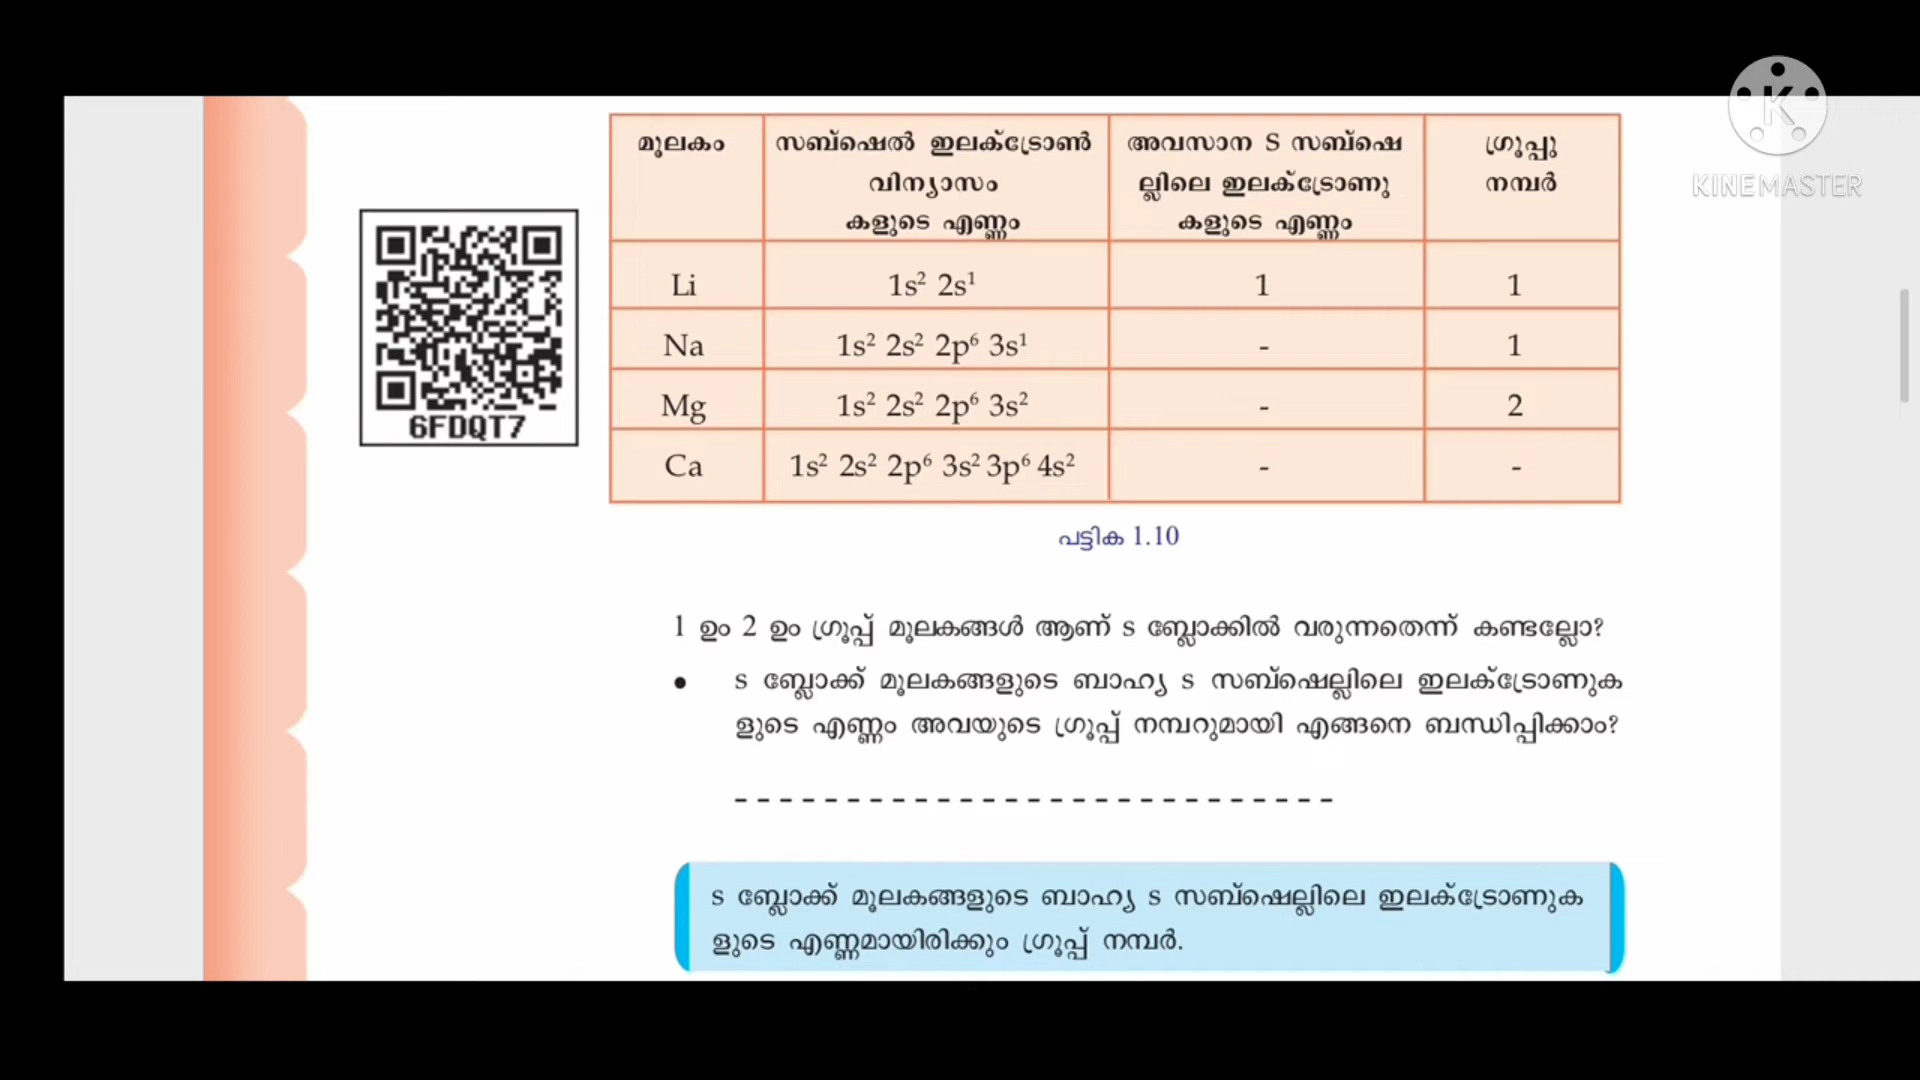 KINEMASTER
മൂലകം സബ്ഷെൽ ഇലക്ട്രോൺ അവസാന S സബ്ഷെ ഗ്രൂപ്പു
വിന്യാസം ല്ലിലെ ഇലക്ട്രോണു നമ്പർ
കളുടെ എണ്ണം കളുടെ എണ്ണം
Li 1s² 2s¹ 1 1
Na 1s² 2s² 2p⁶ 3s¹ - 1
Mg 1s² 2s² 2p⁶ 3s² - 2
Ca 1s² 2s² 2p⁶ 3s² 3p⁶ 4s² - -
6FDQT7
പട്ടിക 1.10
1 ഉം 2 ഉം ഗ്രൂപ്പ് മൂലകങ്ങൾ ആണ് s ബ്ലോക്കിൽ വരുന്നതെന്ന് കണ്ടല്ലോ?
• s ബ്ലോക്ക് മൂലകങ്ങളുടെ ബാഹ്യ s സബ്ഷെല്ലിലെ ഇലക്ട്രോണുക
ളുടെ എണ്ണം അവയുടെ ഗ്രൂപ്പ് നമ്പറുമായി എങ്ങനെ ബന്ധിപ്പിക്കാം?
s ബ്ലോക്ക് മൂലകങ്ങളുടെ ബാഹ്യ s സബ്ഷെല്ലിലെ ഇലക്ട്രോണുക
ളുടെ എണ്ണമായിരിക്കും ഗ്രൂപ്പ് നമ്പർ.